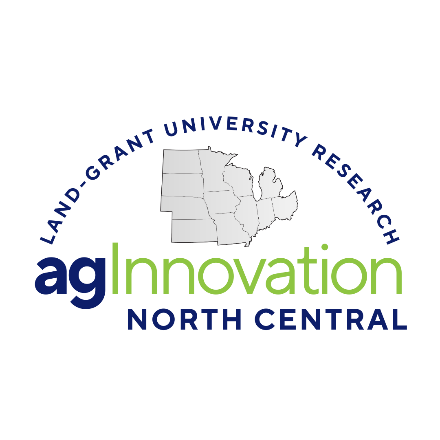 LAND-GRANT UNIVERSITY RESEARCH
agInnovation
NORTH CENTRAL